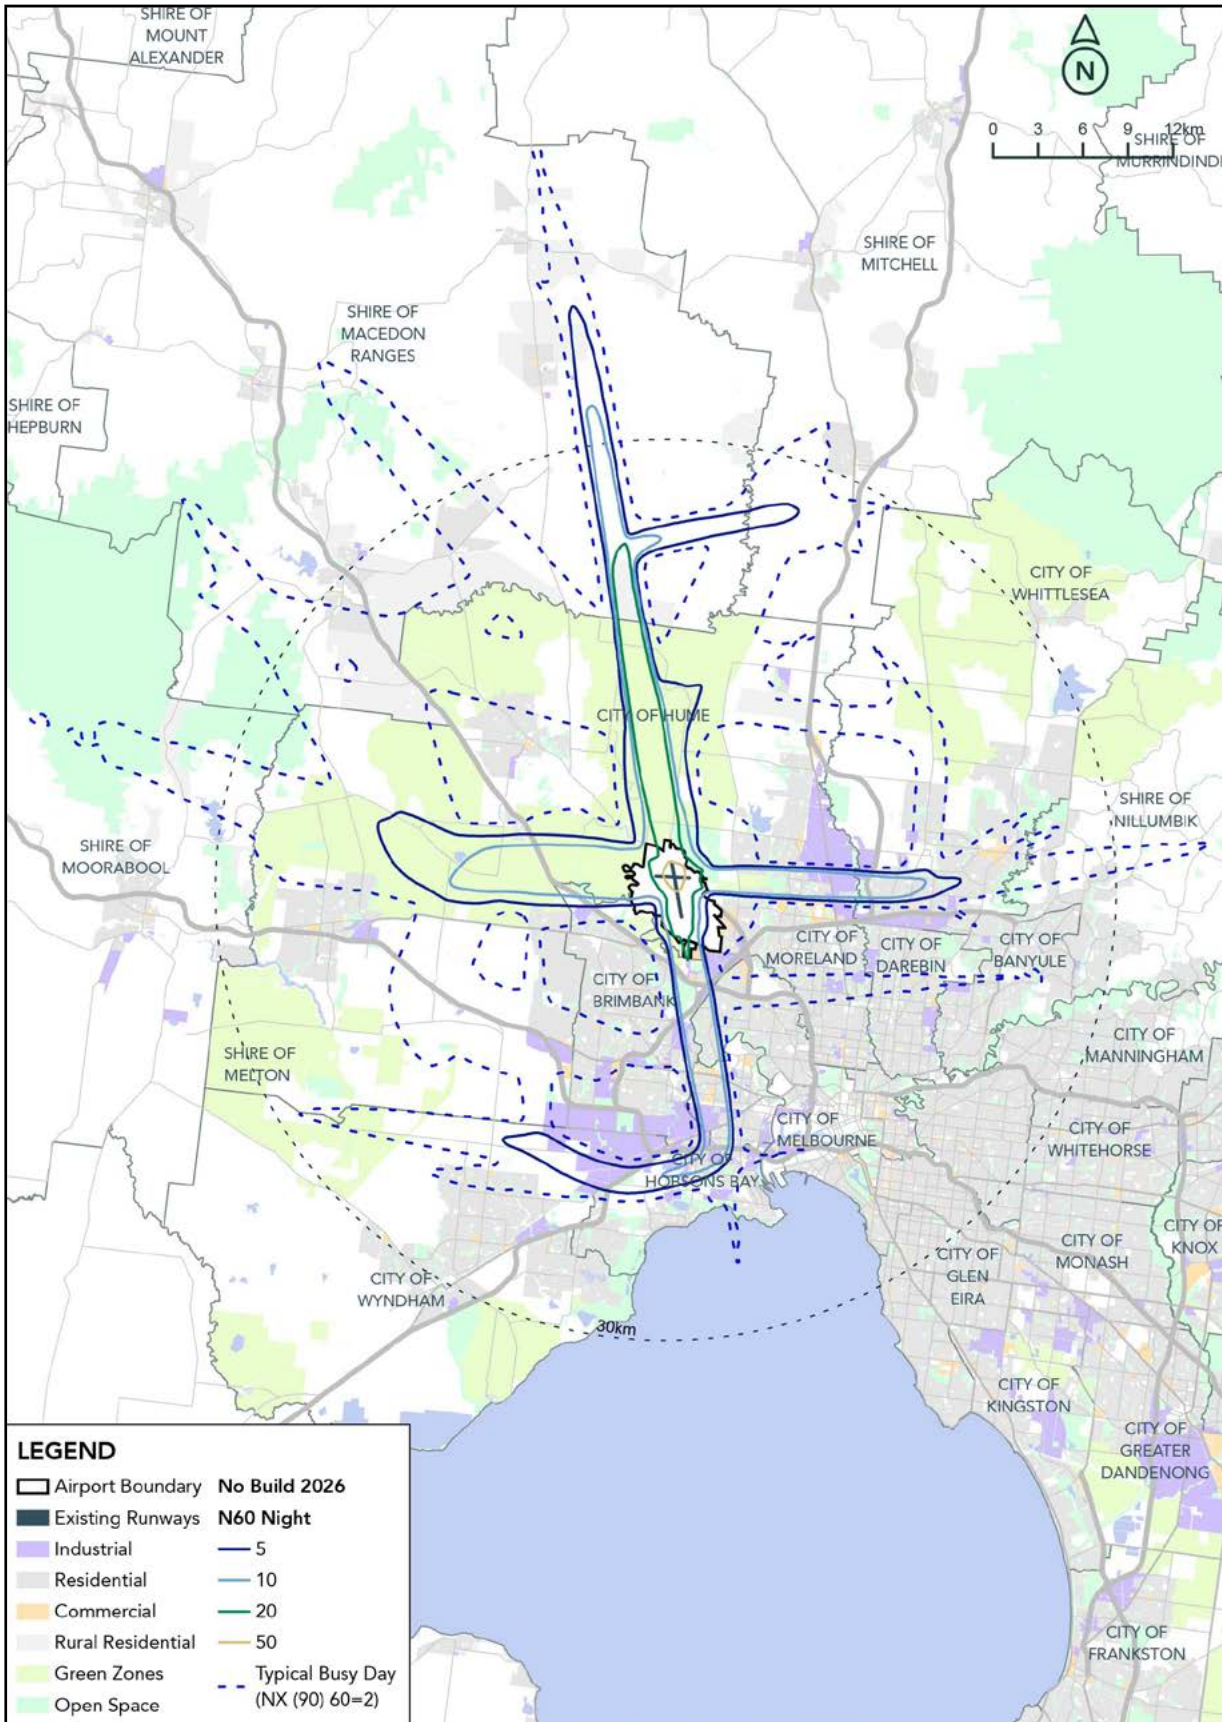 SHIRE OF
MOUNT
ALEXANDER
N
0 3 6 9 12km
SHIRE OF
MURRINDINDI
SHIRE OF
MITCHELL
SHIRE OF
MACEDON
RANGES
SHIRE OF
HEPBURN
CITY OF
WHITTLESEA
CITY OF HUME
SHIRE OF
NILLUMBIK
SHIRE OF
MOORABOOL
CITY OF
MORELAND
CITY OF
DAREBIN
CITY OF
BANYULE
CITY OF
BRIMBANK
CITY OF
MANNINGHAM
SHIRE OF
MELTON
CITY OF
MELBOURNE
CITY OF
WHITEHORSE
CITY OF
HOBSONS BAY
CITY OF
KNOX
CITY OF
MONASH
CITY OF
GLEN
EIRA
CITY OF
WYNDHAM
30km
CITY OF
KINGSTON
CITY OF
GREATER
DANDENONG
CITY OF
FRANKSTON
LEGEND
Airport Boundary
Existing Runways
Industrial
Residential
Commercial
Rural Residential
Green Zones
Open Space
No Build 2026
N60 Night
5
10
20
50
Typical Busy Day
(NX (90) 60=2)